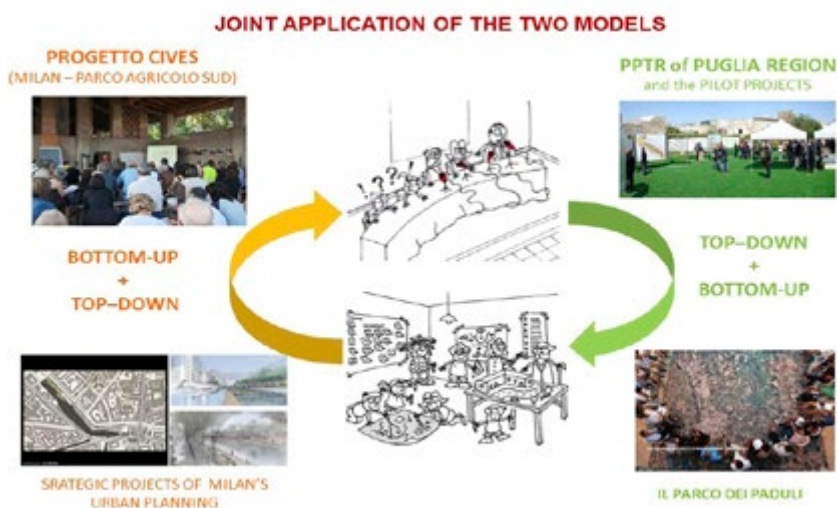 JOINT APPLICATION OF THE TWO MODELS
PROGETTO CIVES
(MILAN – PARCO AGRICOLO SUD)
PPTR of PUGLIA REGION
and the PILOT PROJECTS
! ? ? ? !
BOTTOM-UP
+
TOP–DOWN
TOP–DOWN
+
BOTTOM-UP
SRATEGIC PROJECTS OF MILAN'S
URBAN PLANNING
IL PARCO DEI PADULI